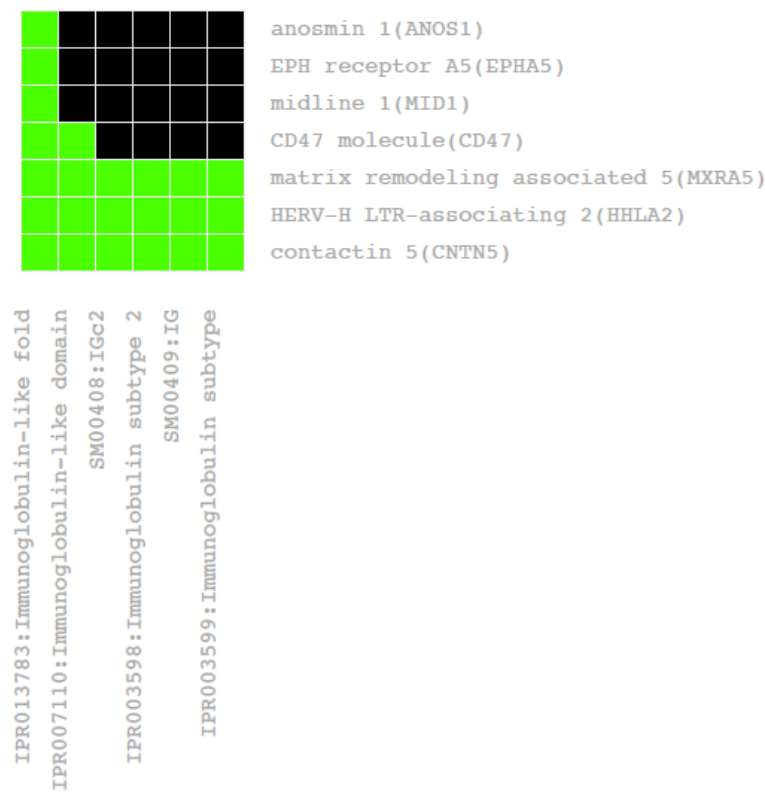 anosmin 1(ANOS1)
EPH receptor A5(EPHA5)
midline 1(MID1)
CD47 molecule(CD47)
matrix remodeling associated 5(MXRA5)
HERV-H LTR-associating 2(HHLA2)
contactin 5(CNTN5)
IPR013783:Immunoglobulin-like fold
IPR007110:Immunoglobulin-like domain
SM00408:IGc2
IPR003598:Immunoglobulin subtype 2
SM00409:IG
IPR003599:Immunoglobulin subtype